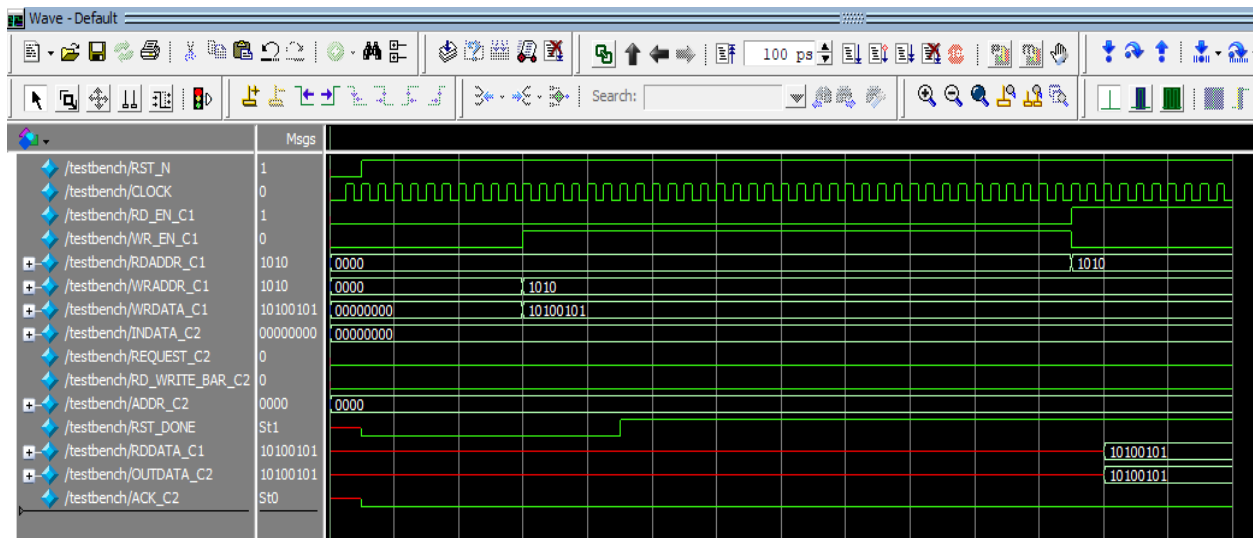 Wave - Default
100 ps
Search:
Msgs
/testbench/RST_N 1
/testbench/CLOCK 0
/testbench/RD_EN_C1 1
/testbench/WR_EN_C1 0
/testbench/RDADDR_C1 1010 0000 1010
/testbench/WRADDR_C1 1010 0000 1010
/testbench/WRDATA_C1 10100101 00000000 10100101
/testbench/INDATA_C2 00000000 00000000
/testbench/REQUEST_C2 0
/testbench/RD_WRITE_BAR_C2 0
/testbench/ADDR_C2 0000 0000
/testbench/RST_DONE St1
/testbench/RDDATA_C1 10100101 10100101
/testbench/OUTDATA_C2 10100101 10100101
/testbench/ACK_C2 St0